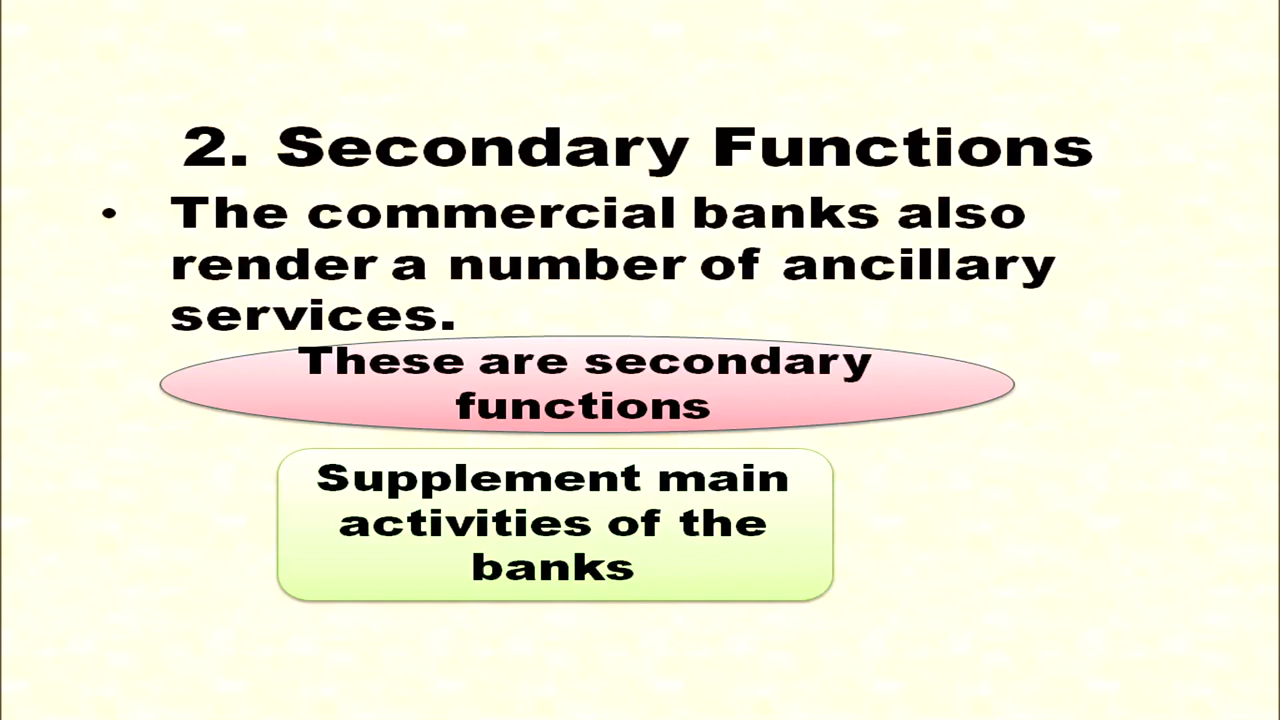 2. Secondary Functions
• The commercial banks also
render a number of ancillary
services.
These are secondary
functions
Supplement main
activities of the
banks